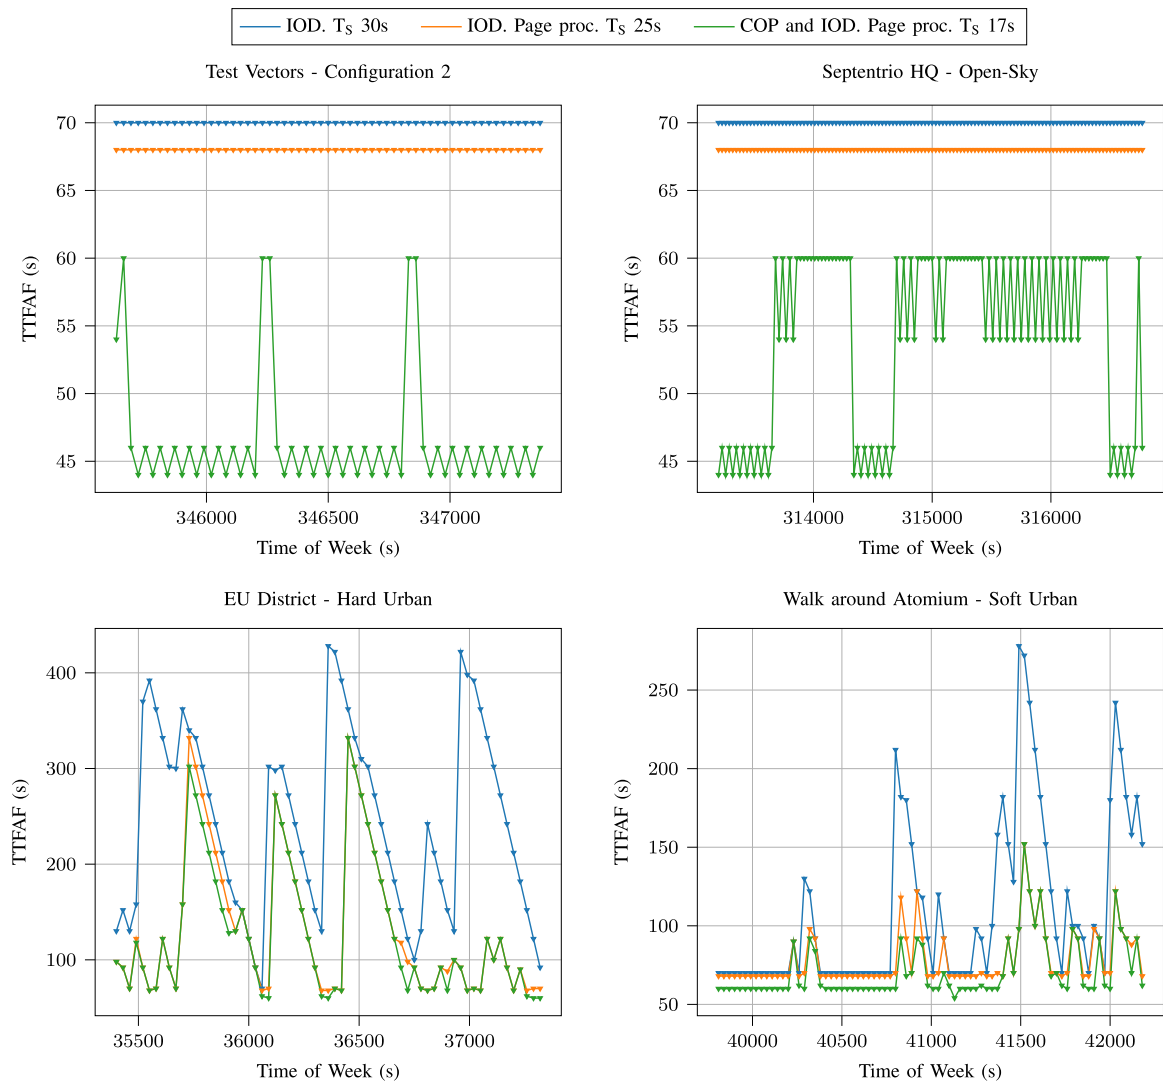 IOD. TS 30s IOD. Page proc. TS 25s COP and IOD. Page proc. TS 17s
Test Vectors - Configuration 2
70
65
60
55
50
45
TTFAF (s)
346000 346500 347000
Time of Week (s)
Septentrio HQ - Open-Sky
70
65
60
55
50
45
TTFAF (s)
314000 315000 316000
Time of Week (s)
EU District - Hard Urban
400
300
200
100
TTFAF (s)
35500 36000 36500 37000
Time of Week (s)
Walk around Atomium - Soft Urban
250
200
150
100
50
TTFAF (s)
40000 40500 41000 41500 42000
Time of Week (s)